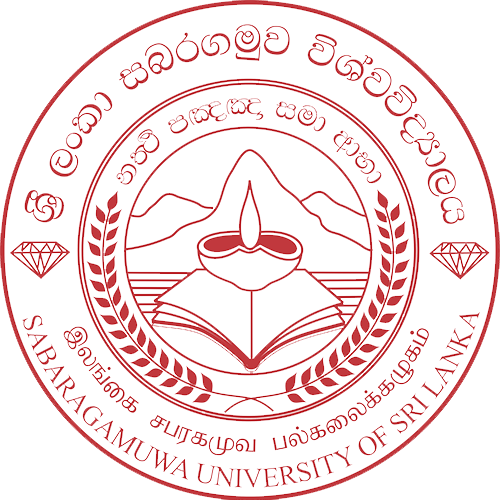 ශ්‍රී ලංකා සබරගමුව විශ්වවිද්‍යාලය
නත්ථි පඤ්ඤා සමා ආභා
இலங்கை சபரகமுவ பல்கலைக்கழகம்
SABARAGAMUWA UNIVERSITY OF SRI LANKA